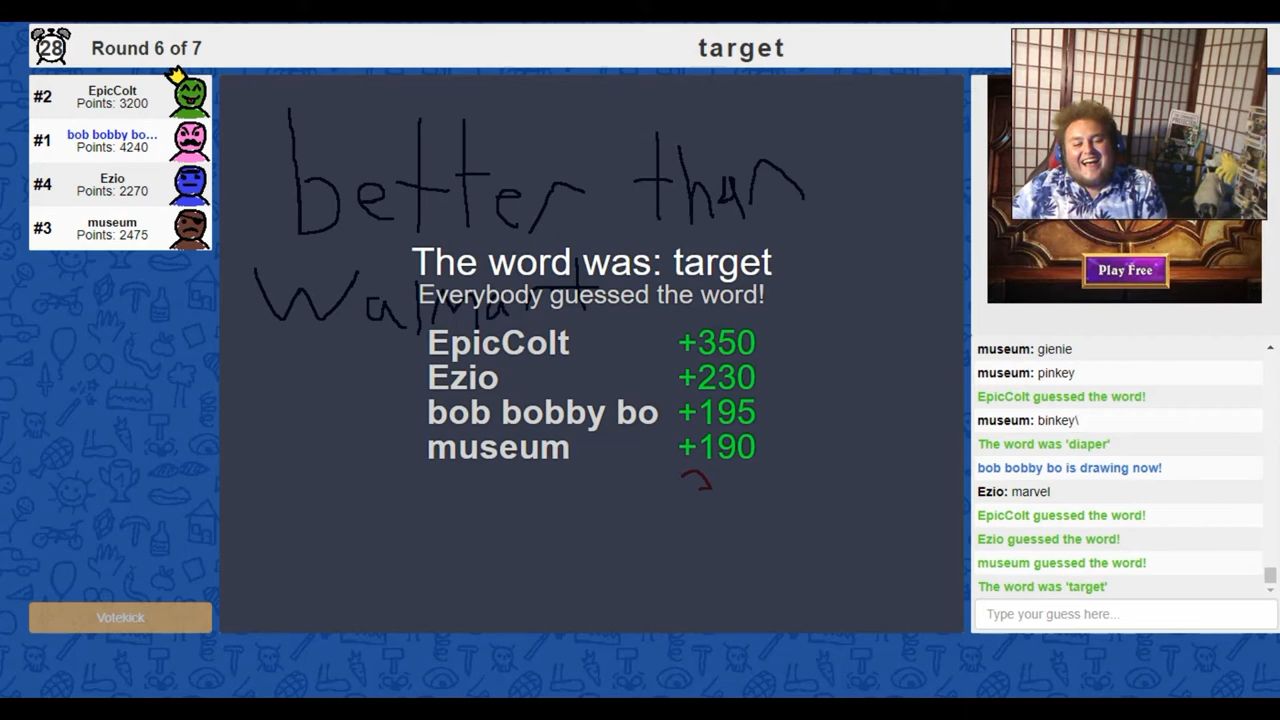 28
Round 6 of 7
target
#2
EpicColt
Points: 3200
#1
bob bobby bo...
Points: 4240
#4
Ezio
Points: 2270
#3
museum
Points: 2475
Votekick
better than
Walmart
The word was: target
Everybody guessed the word!
EpicColt +350
Ezio +230
bob bobby bo +195
museum +190
Play Free
museum: gienie
museum: pinkey
EpicColt guessed the word!
museum: binkey\
The word was 'diaper'
bob bobby bo is drawing now!
Ezio: marvel
EpicColt guessed the word!
Ezio guessed the word!
museum guessed the word!
The word was 'target'
Type your guess here...